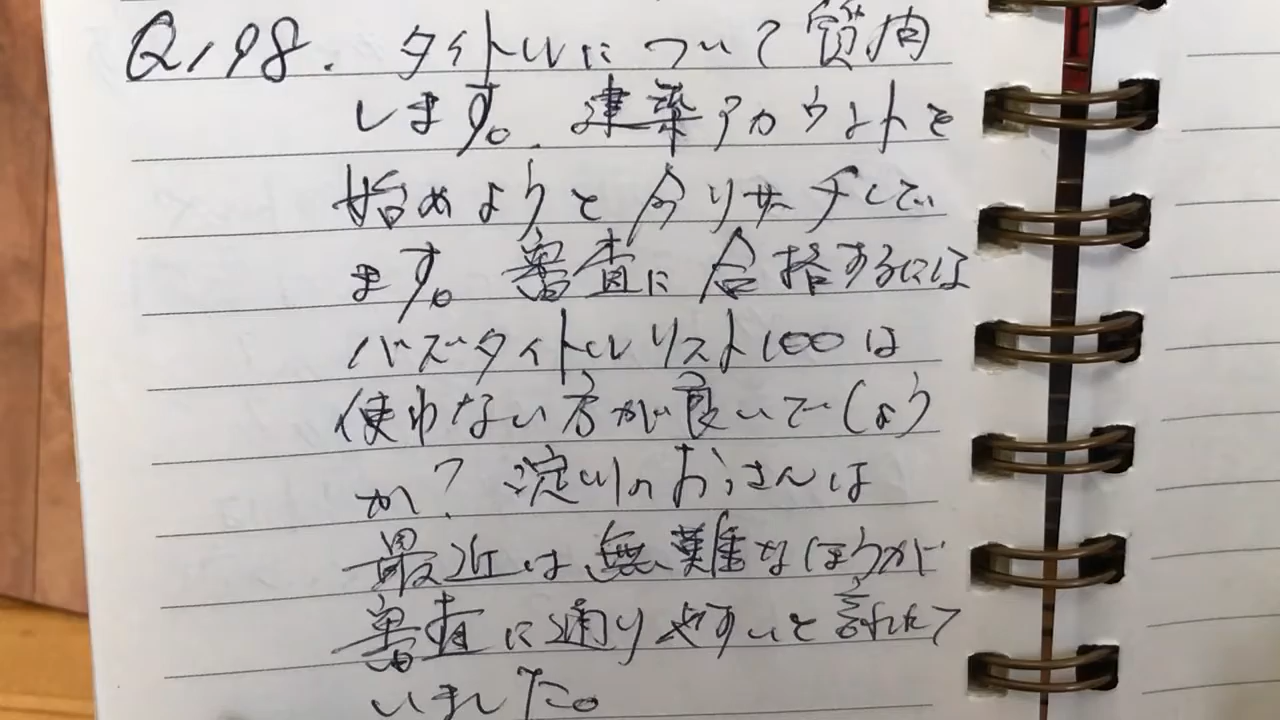 Q198. タイトルについて質問
します。建築アカウントを
始めようと今リサーチしてい
ます。審査に合格するには
バズタイトルリスト100は
使わない方が良いでしょう
か? 淀川のおうさんは
最近は無難なほうが
審査に通りやすいと言われて
いました。